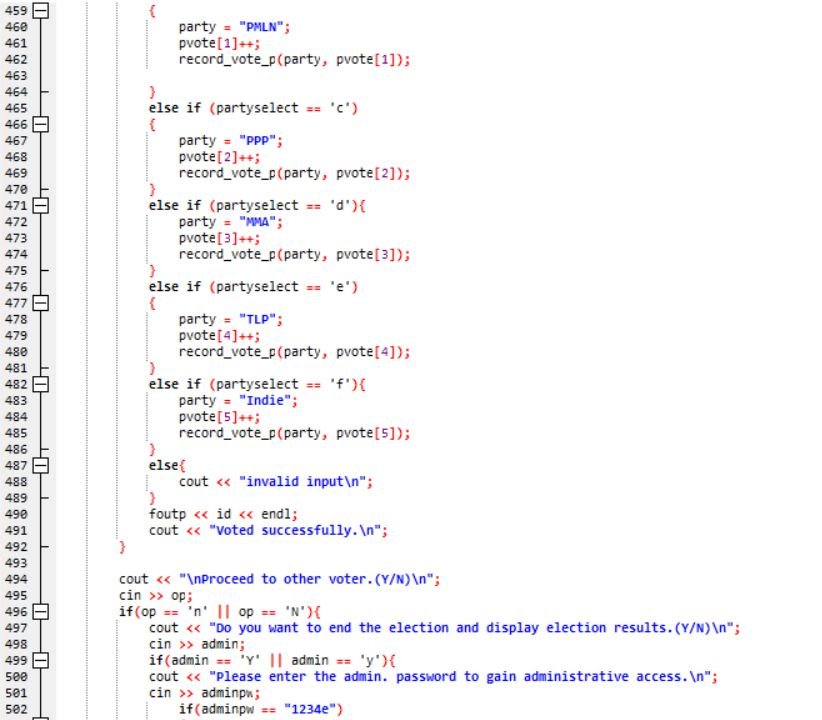 459 {
460 party = "PMLN";
461 pvote[1]++;
462 record_vote_p(party, pvote[1]);
463
464 }
465 else if (partyselect == 'c')
466 {
467 party = "PPP";
468 pvote[2]++;
469 record_vote_p(party, pvote[2]);
470 }
471 else if (partyselect == 'd'){
472 party = "MMA";
473 pvote[3]++;
474 record_vote_p(party, pvote[3]);
475 }
476 else if (partyselect == 'e')
477 {
478 party = "TLP";
479 pvote[4]++;
480 record_vote_p(party, pvote[4]);
481 }
482 else if (partyselect == 'f'){
483 party = "Indie";
484 pvote[5]++;
485 record_vote_p(party, pvote[5]);
486 }
487 else{
488 cout << "invalid input\n";
489 }
490 foutp << id << endl;
491 cout << "Voted successfully.\n";
492 }
493
494 cout << "\nProceed to other voter.(Y/N)\n";
495 cin >> op;
496 if(op == 'n' || op == 'N'){
497 cout << "Do you want to end the election and display election results.(Y/N)\n";
498 cin >> admin;
499 if(admin == 'Y' || admin == 'y'){
500 cout << "Please enter the admin. password to gain administrative access.\n";
501 cin >> adminpw;
502 if(adminpw == "1234e")